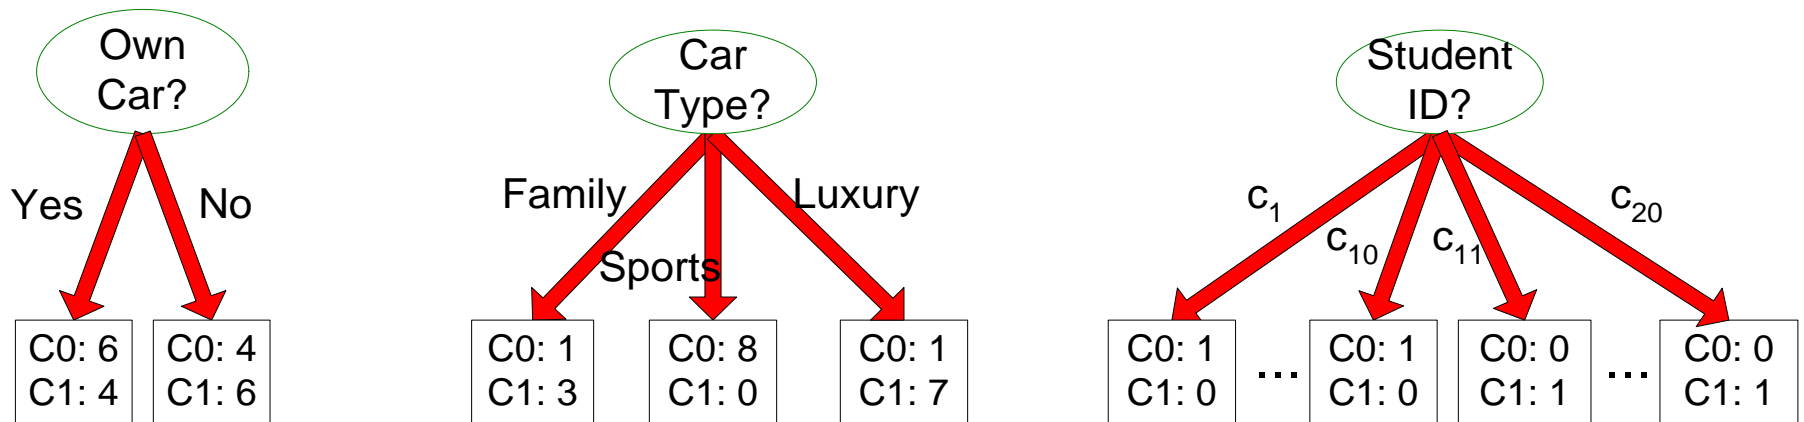 Own
Car?
Yes
No
C0: 6
C1: 4
C0: 4
C1: 6
Car
Type?
Family
Sports
Luxury
C0: 1
C1: 3
C0: 8
C1: 0
C0: 1
C1: 7
Student
ID?
c1
c10
c11
c20
C0: 1
C1: 0
...
C0: 1
C1: 0
C0: 0
C1: 1
...
C0: 0
C1: 1